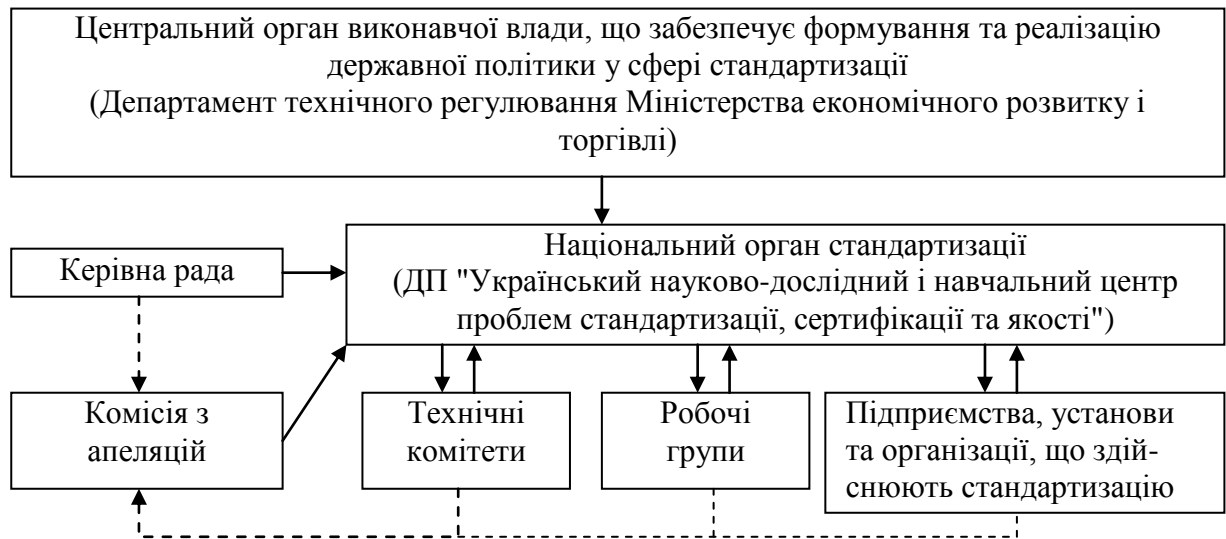 Центральний орган виконавчої влади, що забезпечує формування та реалізацію
державної політики у сфері стандартизації
(Департамент технічного регулювання Міністерства економічного розвитку і
торгівлі)
Керівна рада
Національний орган стандартизації
(ДП "Український науково-дослідний і навчальний центр
проблем стандартизації, сертифікації та якості")
Комісія з
апеляцій
Технічні
комітети
Робочі
групи
Підприємства, установи
та організації, що здій-
снюють стандартизацію